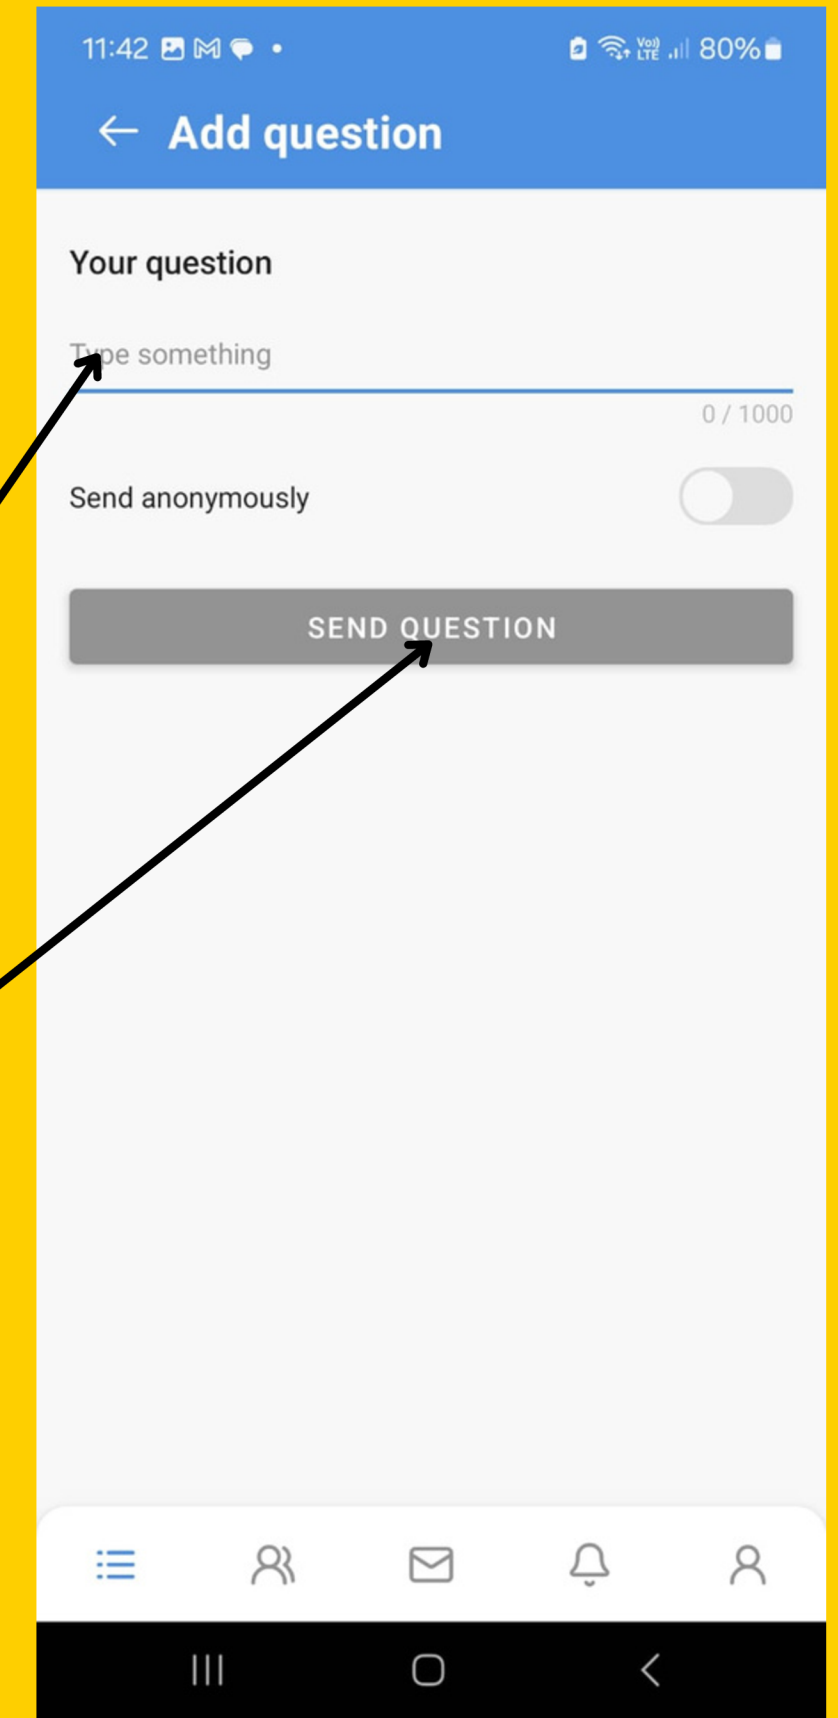 11:42 80%
Add question
Your question
Type something
0 / 1000
Send anonymously
SEND QUESTION